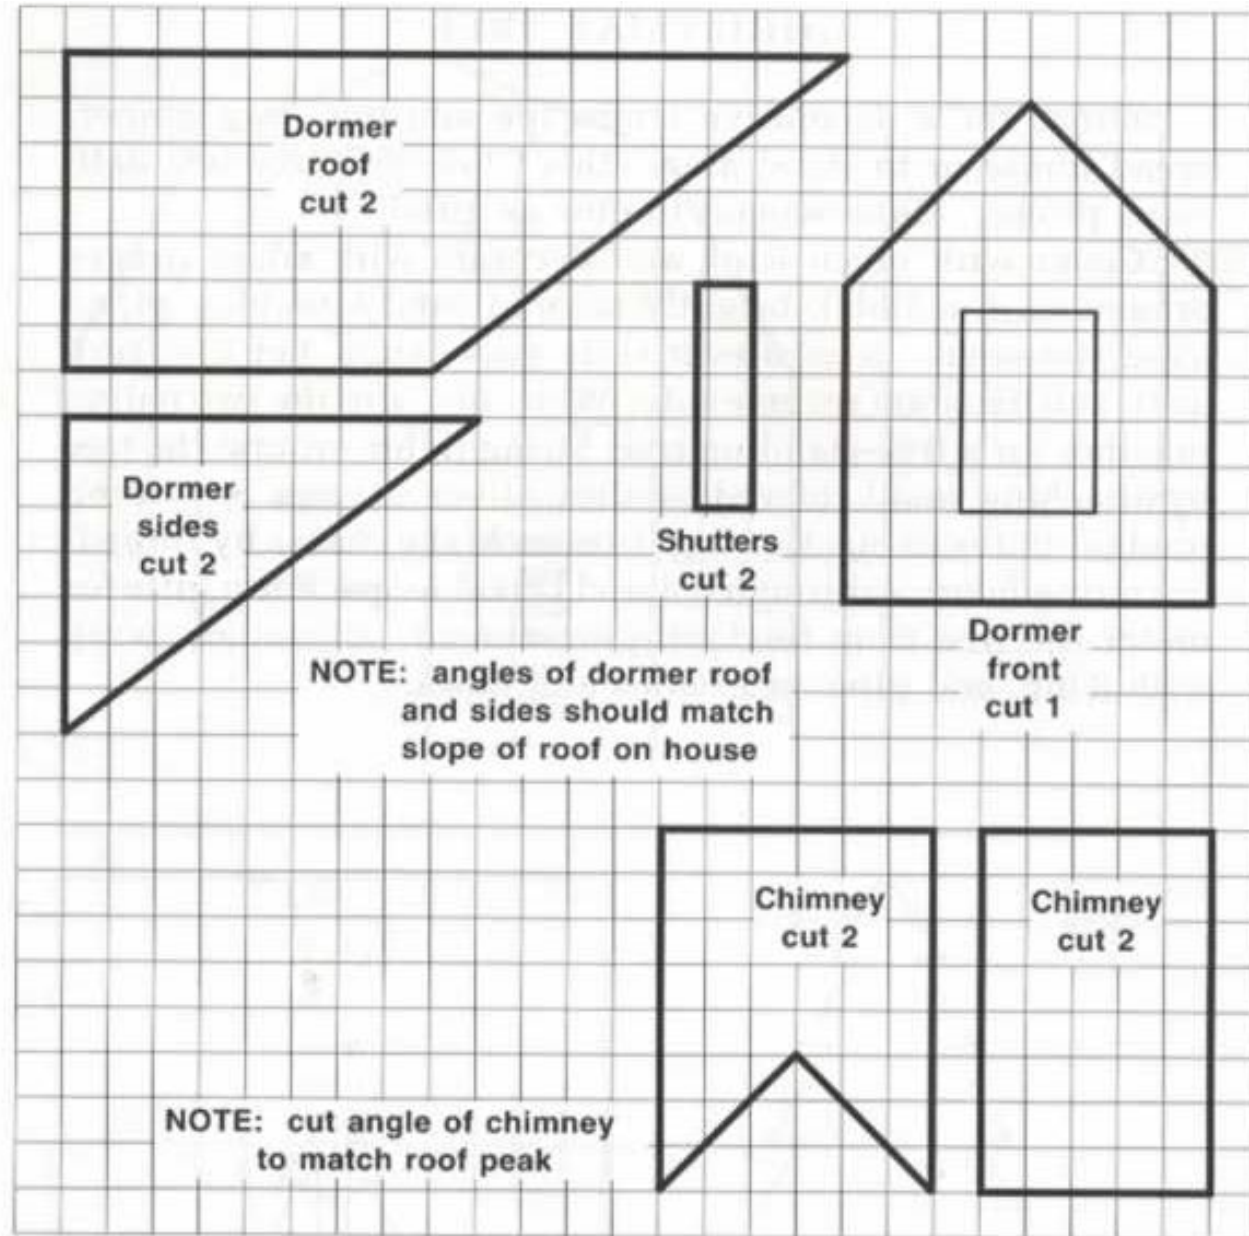 Dormer
roof
cut 2
Dormer
sides
cut 2
Shutters
cut 2
Dormer
front
cut 1
NOTE: angles of dormer roof
and sides should match
slope of roof on house
Chimney
cut 2
Chimney
cut 2
NOTE: cut angle of chimney
to match roof peak